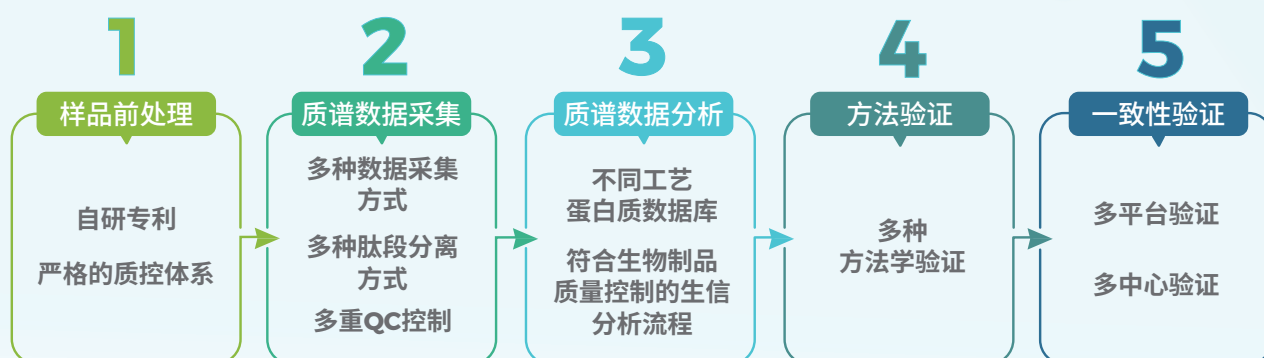 1
样品前处理
自研专利
严格的质控体系
2
质谱数据采集
多种数据采集
方式
多种肽段分离
方式
多重QC控制
3
质谱数据分析
不同工艺
蛋白质数据库
符合生物制品
质量控制的生信
分析流程
4
方法验证
多种
方法学验证
5
一致性验证
多平台验证
多中心验证